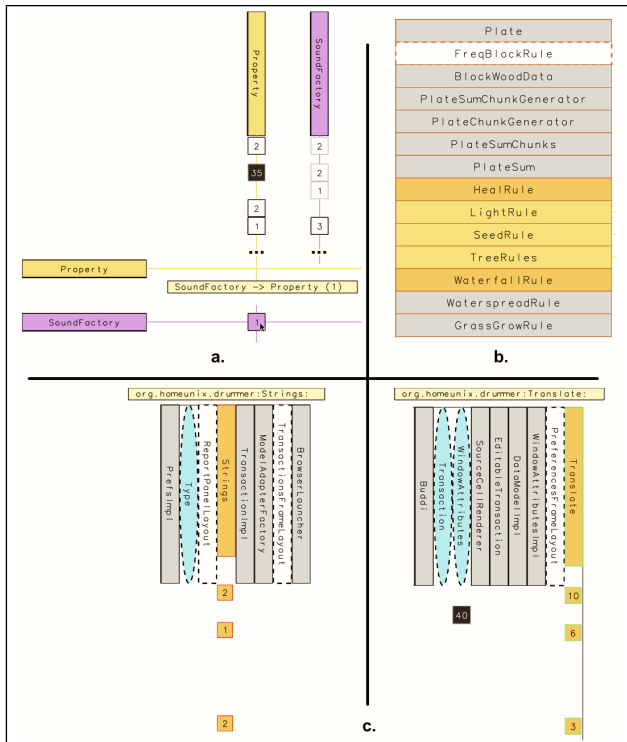 Property
SoundFactory
2
2
35
2
1
2
1
3
...
...
Property
SoundFactory -> Property (1)
SoundFactory
1
a.
Plate
FreqBlockRule
BlockWoodData
PlateSumChunkGenerator
PlateChunkGenerator
PlateSumChunks
PlateSum
HealRule
LightRule
SeedRule
TreeRules
WaterfallRule
WaterspreadRule
GrassGrowRule
b.
org.homeunix.drummer:Strings:
PrefsImpl
Type
ReportPanelLayout
Strings
TransactionImpl
ModelAdapterFactory
TransactionsFrameLayout
BrowserLauncher
2
1
2
org.homeunix.drummer:Translate:
Buddi
Transaction
WindowAttributes
SourceCellRenderer
EditableTransaction
DataModelImpl
WindowAttributesImpl
PreferencesFrameLayout
Translate
10
40
6
3
c.